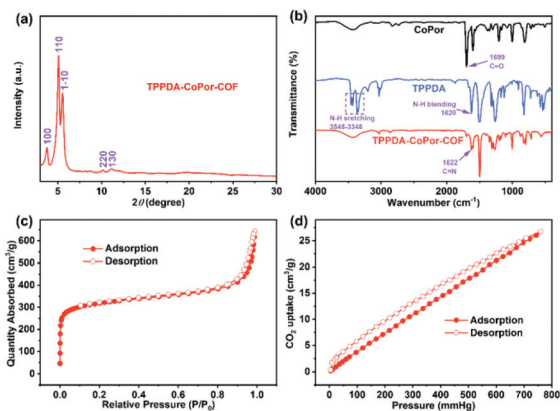 (a)
110
1-10
TPPDA-CoPor-COF
100
220
130
Intensity (a.u.)
5 10 15 20 25 30
2θ (degree)
(b)
CoPor
1699
C=O
TPPDA
N-H sretching
3548-3348
N-H blending
1620
TPPDA-CoPor-COF
1622
C=N
Transmittance (%)
4000 3000 2000 1000
Wavenumber (cm-1)
(c)
Adsorption
Desorption
Quantity Absorbed (cm3/g)
600
500
400
300
200
100
0
0.0 0.2 0.4 0.6 0.8 1.0
Relative Pressure (P/P0)
(d)
Adsorption
Desorption
CO2 uptake (cm3/g)
25
20
15
10
5
0
0 100 200 300 400 500 600 700 800
Pressure (mmHg)